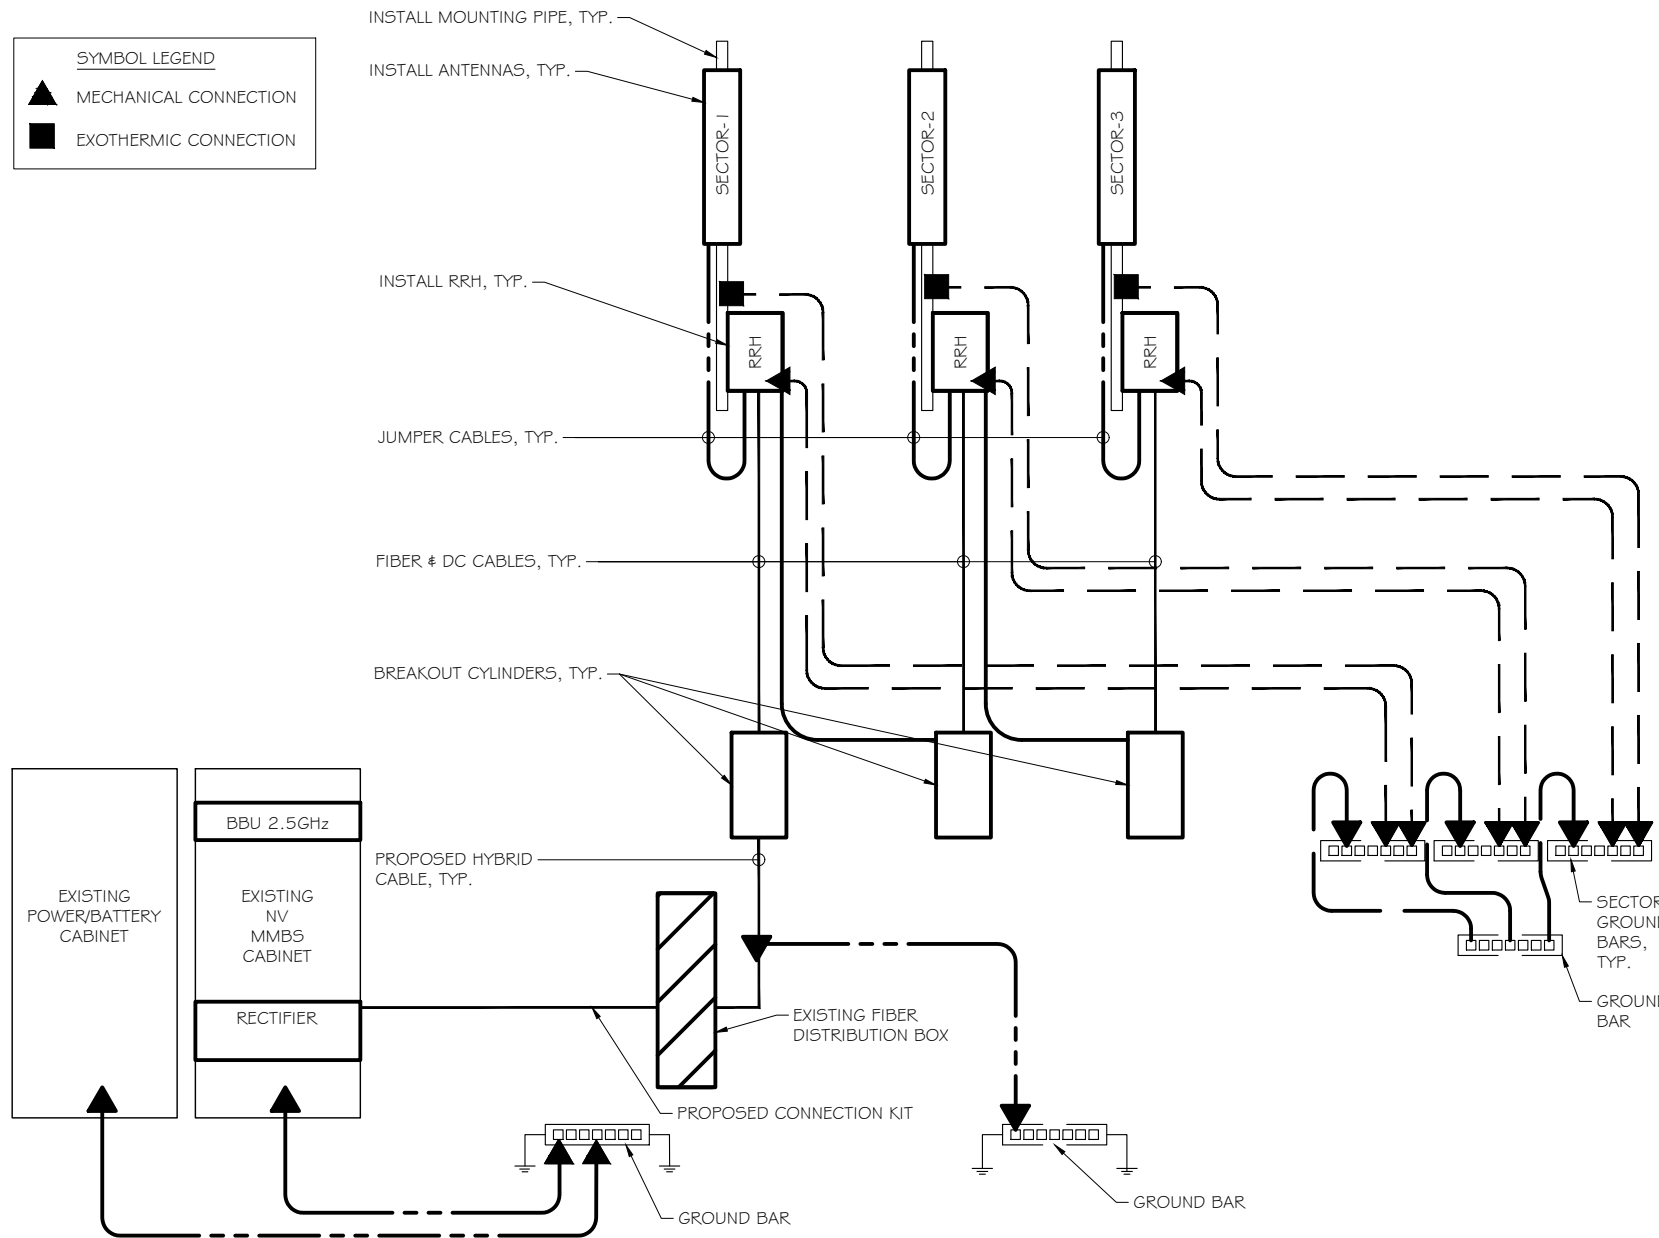 INSTALL MOUNTING PIPE, TYP.
SYMBOL LEGEND
MECHANICAL CONNECTION
EXOTHERMIC CONNECTION
INSTALL ANTENNAS, TYP.
SECTOR-1
SECTOR-2
SECTOR-3
INSTALL RRH, TYP.
RRH
RRH
RRH
JUMPER CABLES, TYP.
FIBER & DC CABLES, TYP.
BREAKOUT CYLINDERS, TYP.
BBU 2.5GHz
PROPOSED HYBRID
CABLE, TYP.
EXISTING
POWER/BATTERY
CABINET
EXISTING
NV
MMBS
CABINET
RECTIFIER
EXISTING FIBER
DISTRIBUTION BOX
SECTOR
GROUN
BARS,
TYP.
GROUN
BAR
PROPOSED CONNECTION KIT
GROUND BAR
GROUND BAR